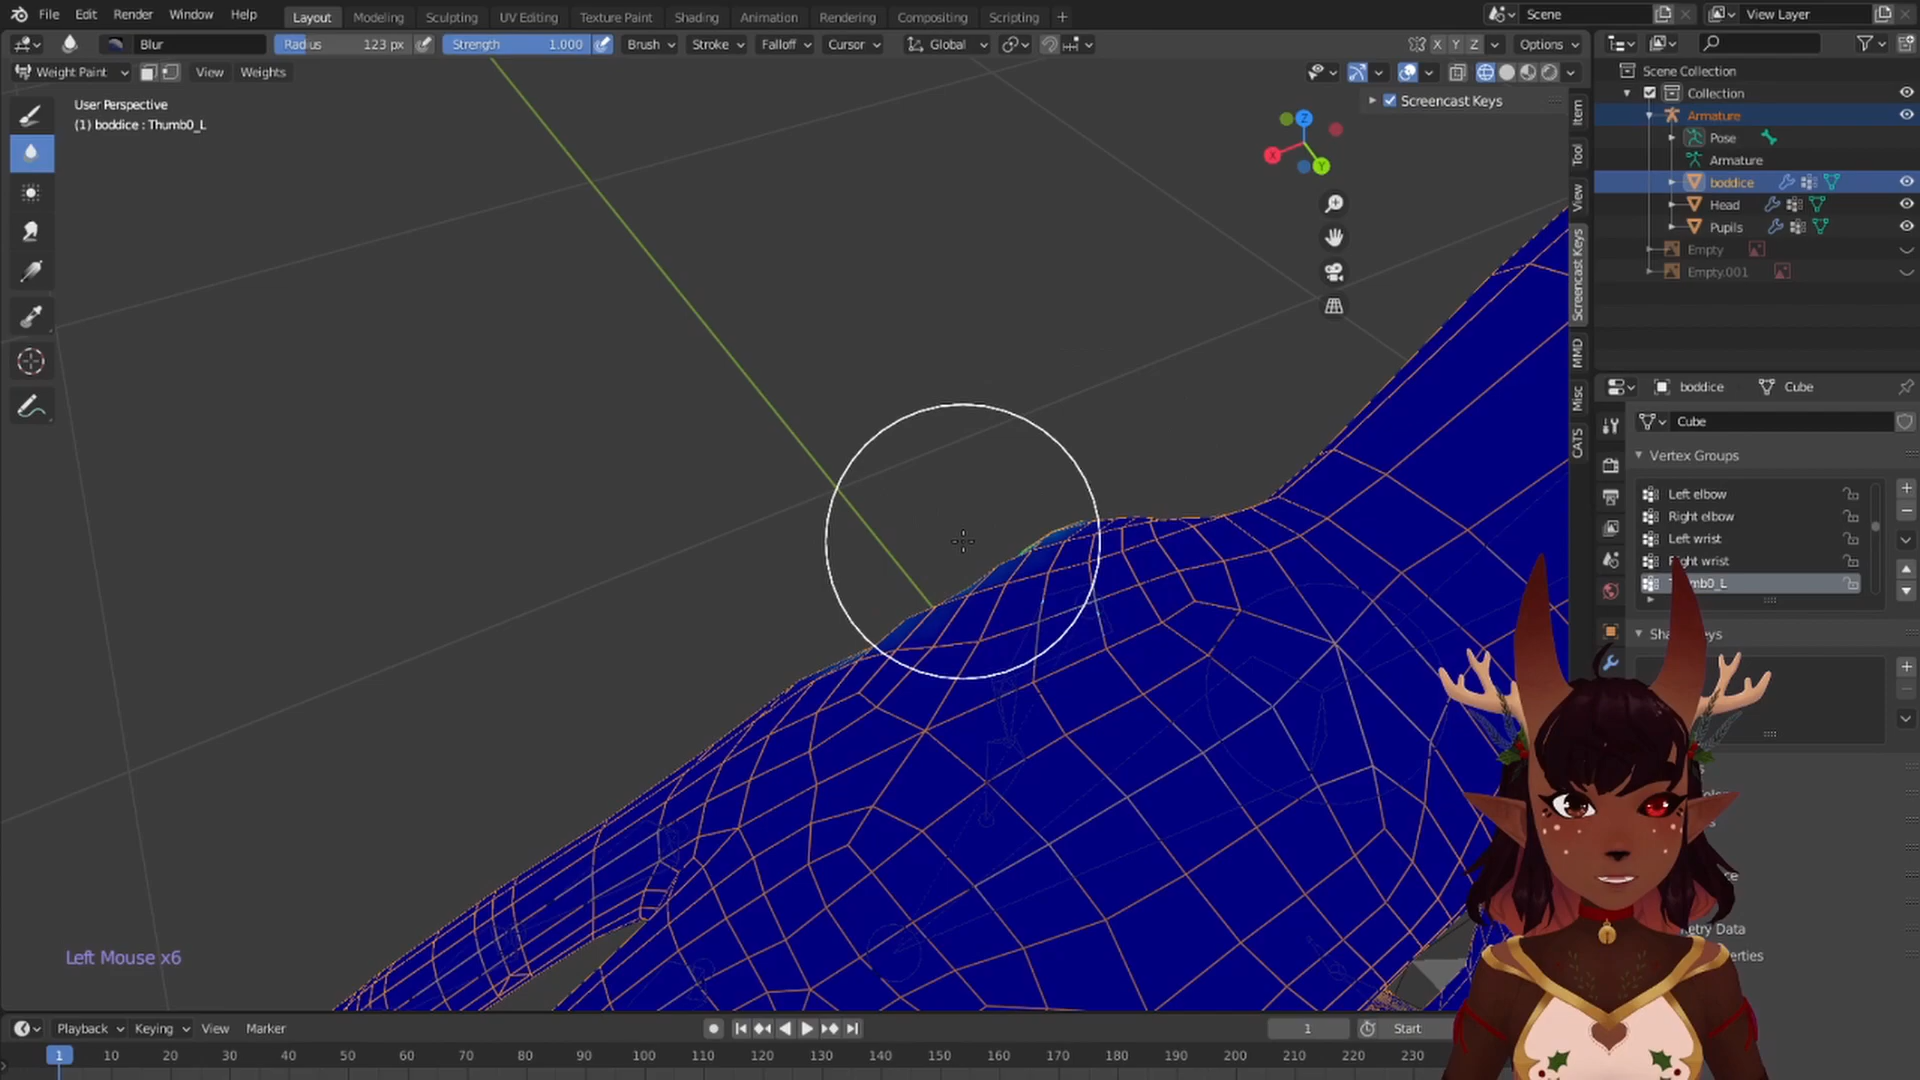 File Edit Render Window Help Layout Modeling Sculpting UV Editing Texture Paint Shading Animation Rendering Compositing Scripting + Scene View Layer
Blur Radius 123 px Strength 1.000 Brush Stroke Falloff Cursor Global X Y Z Options
Weight Paint View Weights
User Perspective
(1) boddice : Thumb0_L
Screencast Keys
Z
X
Y
Item
Tool
View
Screencast Keys
MMD
Misc
CATS
Scene Collection
Collection
Armature
Pose
Armature
boddice
Head
Pupils
Empty
Empty.001
boddice Cube
Cube
Vertex Groups
Left elbow
Right elbow
Left wrist
Right wrist
Left Mouse x6
Playback Keying View Marker 1 Start
1 10 20 30 40 50 60 70 80 90 100 110 120 130 140 150 160 170 180 190 200 210 220 230